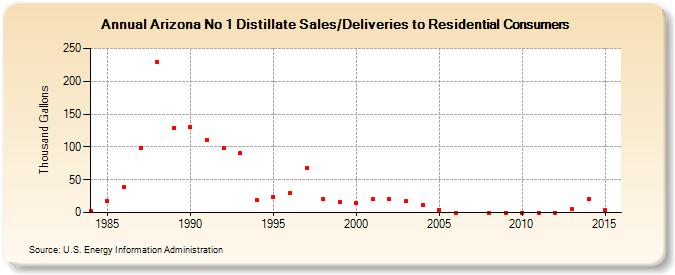 Annual Arizona No 1 Distillate Sales/Deliveries to Residential Consumers
Thousand Gallons
250
200
150
100
50
0
1985 1990 1995 2000 2005 2010 2015
Source: U.S. Energy Information Administration